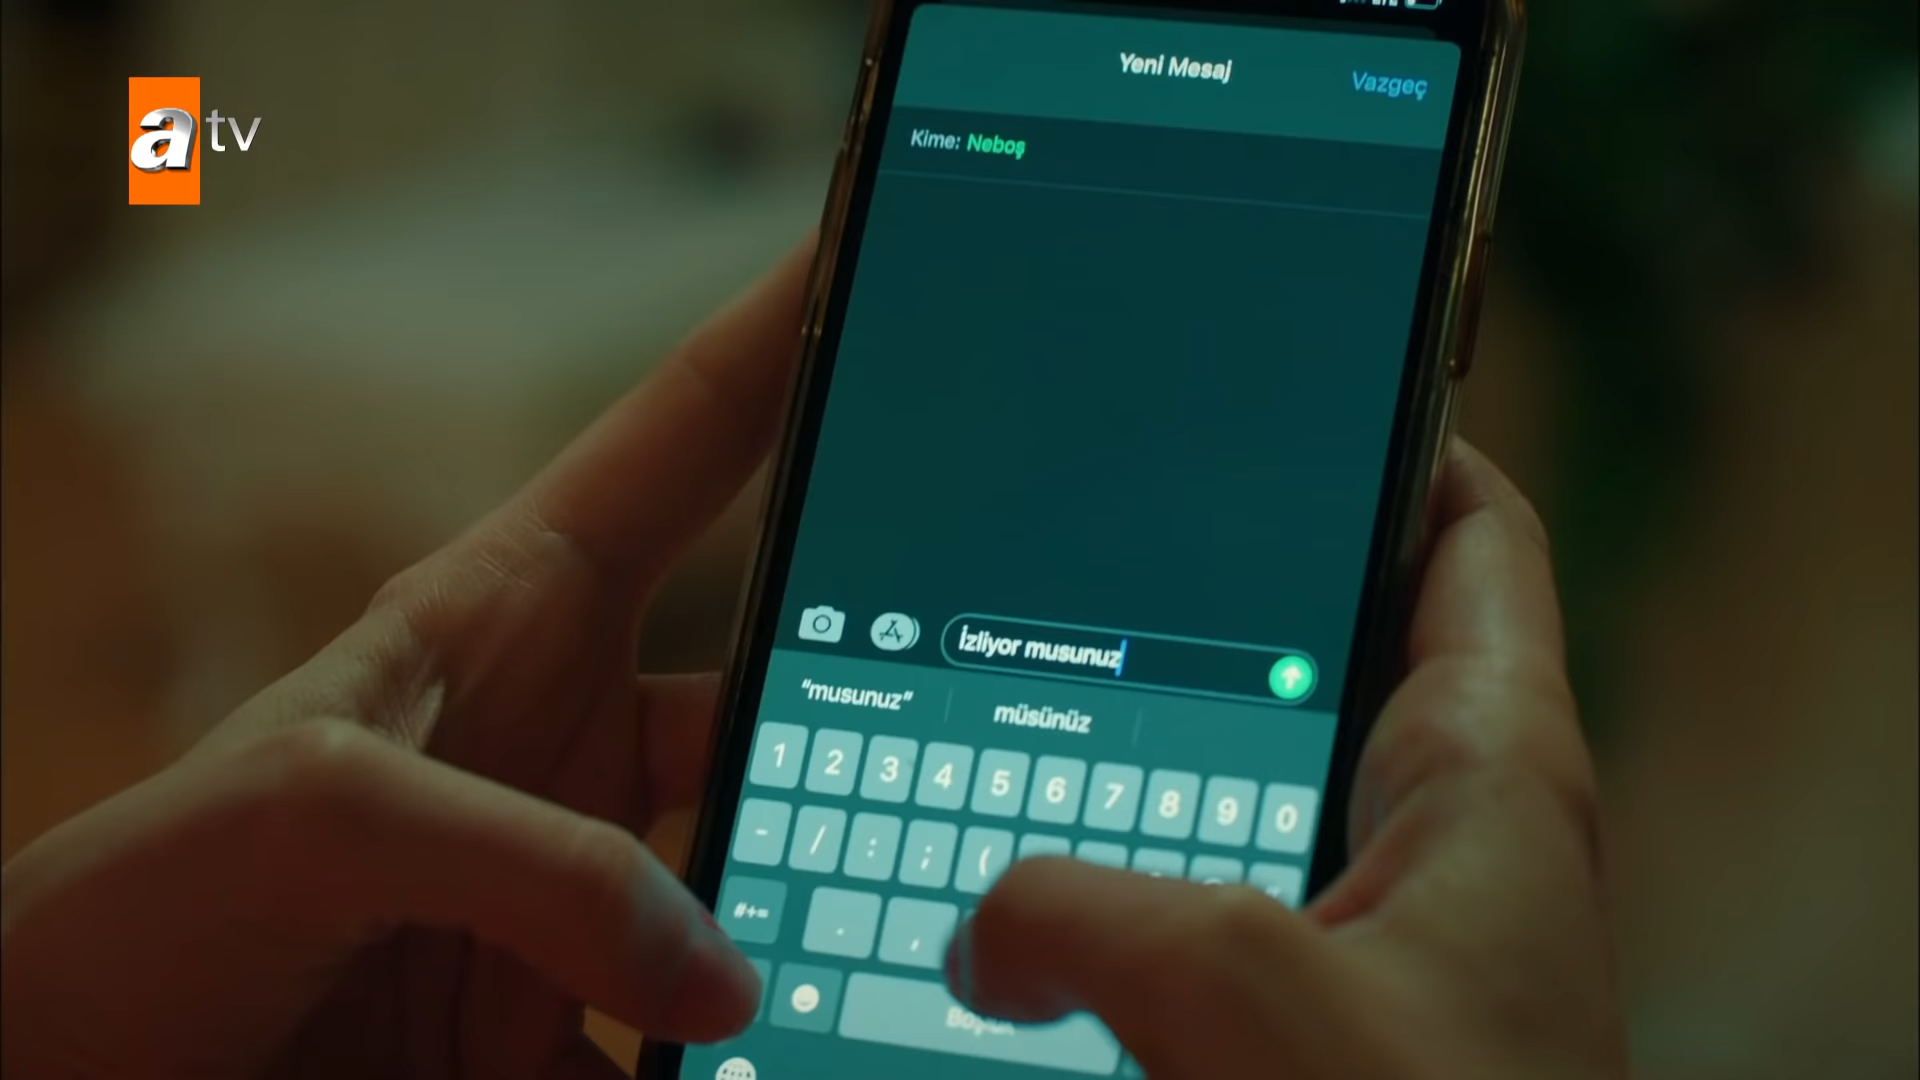 atv
Yeni Mesaj
Vazgeç
Kime: Neboş
İzliyor musunuz
“musunuz”
müsünüz
1 2 3 4 5 6 7 8 9 0
- / : ; (
#+= . ,